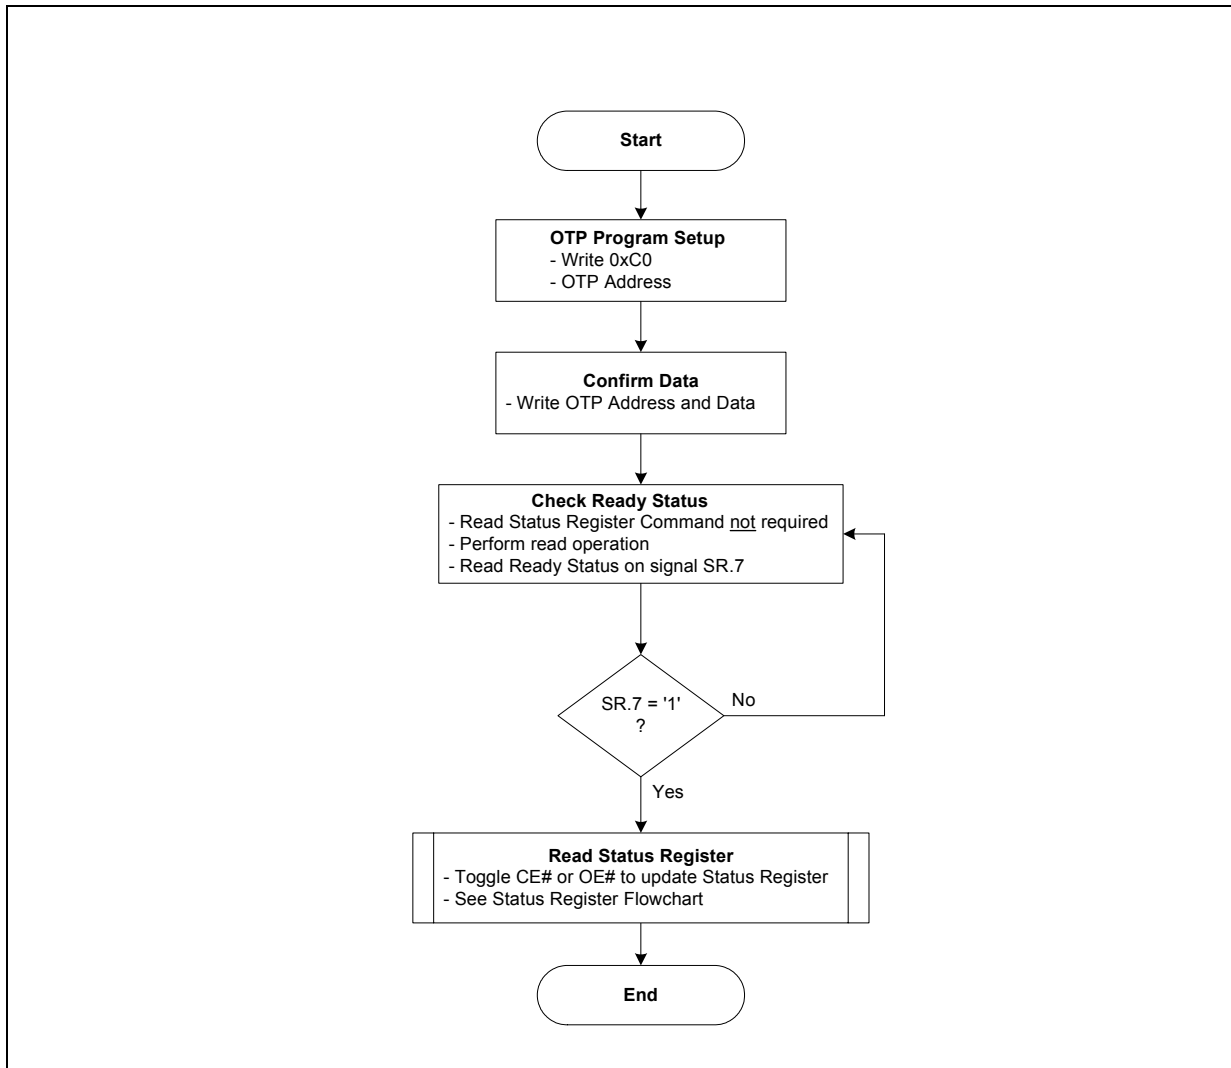 Start
OTP Program Setup
- Write 0xC0
- OTP Address
Confirm Data
- Write OTP Address and Data
Check Ready Status
- Read Status Register Command not required
- Perform read operation
- Read Ready Status on signal SR.7
SR.7 = '1'
?
No
Yes
Read Status Register
- Toggle CE# or OE# to update Status Register
- See Status Register Flowchart
End